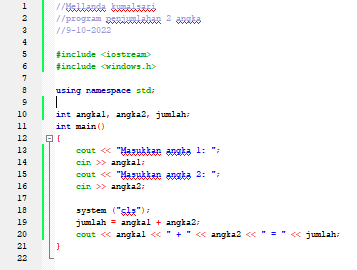 1 //Mellanda kumalsari
2 //program penjumlahan 2 angka
3 //9-10-2022
4
5 #include <iostream>
6 #include <windows.h>
7
8 using namespace std;
9
10 int angka1, angka2, jumlah;
11 int main()
12 {
13 cout << "Masukkan angka 1: ";
14 cin >> angka1;
15 cout << "Masukkan angka 2: ";
16 cin >> angka2;
17
18 system ("cls");
19 jumlah = angka1 + angka2;
20 cout << angka1 << " + " << angka2 << " = " << jumlah;
21 }
22